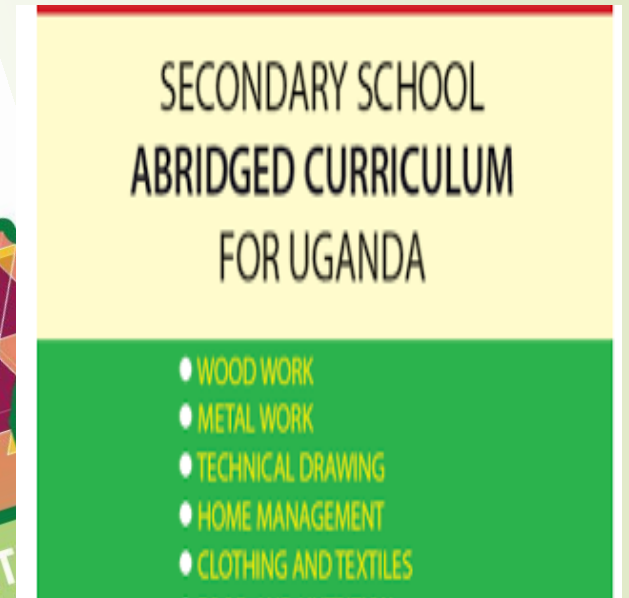 SECONDARY SCHOOL
ABRIDGED CURRICULUM
FOR UGANDA
WOOD WORK
METAL WORK
TECHNICAL DRAWING
HOME MANAGEMENT
CLOTHING AND TEXTILES